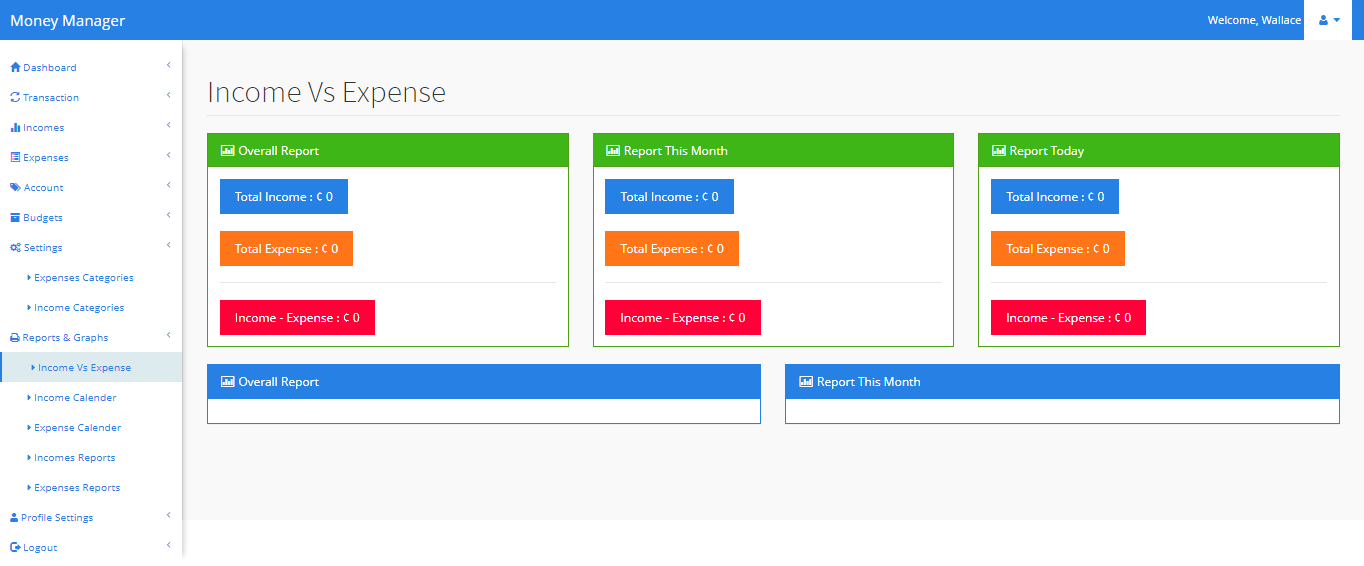 Money Manager
Welcome, Wallace
Dashboard
Transaction
Incomes
Expenses
Account
Budgets
Settings
Expenses Categories
Income Categories
Reports & Graphs
Income Vs Expense
Income Calender
Expense Calender
Incomes Reports
Expenses Reports
Profile Settings
Logout
Income Vs Expense
Overall Report
Total Income : ₵ 0
Total Expense : ₵ 0
Income - Expense : ₵ 0
Report This Month
Total Income : ₵ 0
Total Expense : ₵ 0
Income - Expense : ₵ 0
Report Today
Total Income : ₵ 0
Total Expense : ₵ 0
Income - Expense : ₵ 0
Overall Report
Report This Month